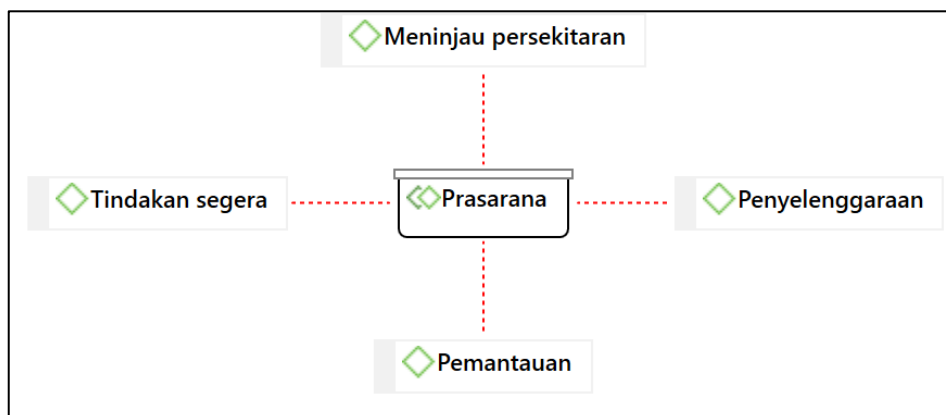 Meninjau persekitaran
Tindakan segera
Prasarana
Penyelenggaraan
Pemantauan